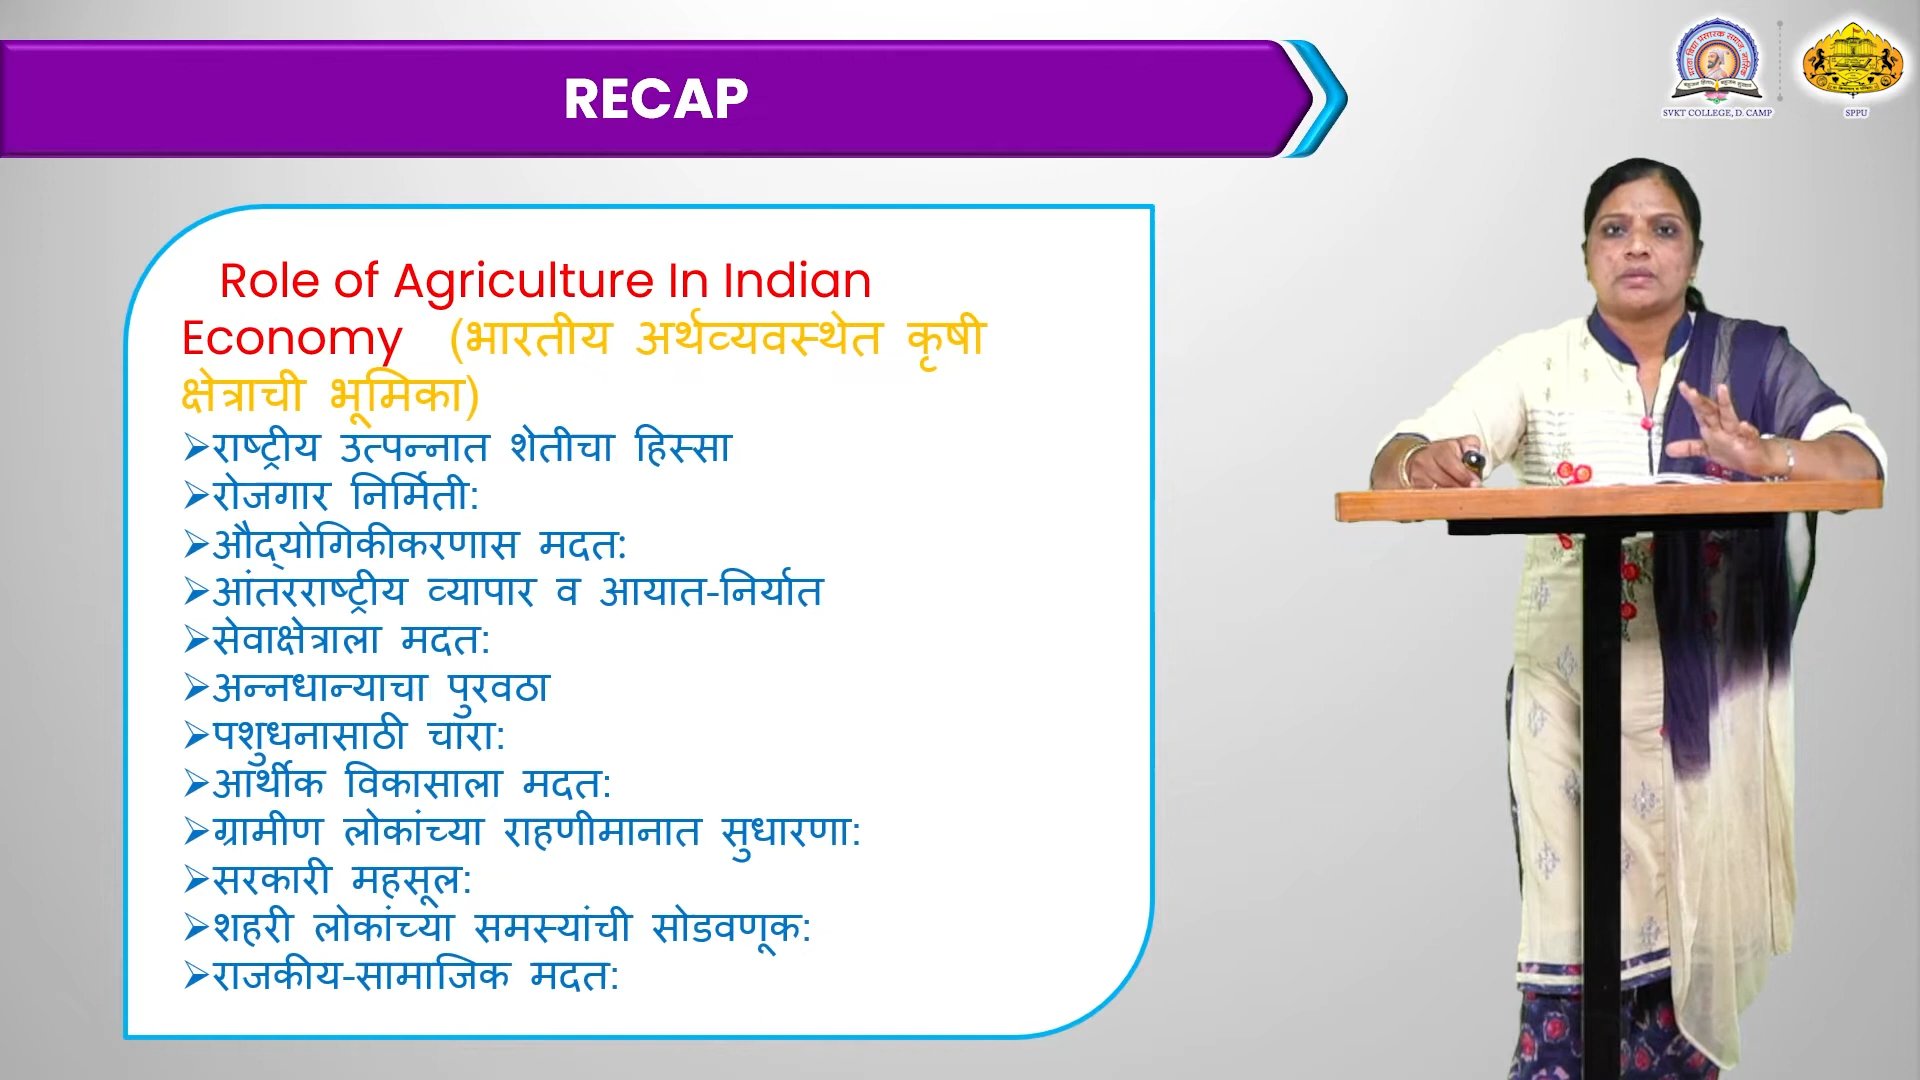 RECAP
SVKT COLLEGE, D. CAMP
SPPU
Role of Agriculture In Indian
Economy (भारतीय अर्थव्यवस्थेत कृषी
क्षेत्राची भूमिका)
➢राष्ट्रीय उत्पन्नात शेतीचा हिस्सा
➢रोजगार निर्मिती:
➢औद्योगिकीकरणास मदत:
➢आंतरराष्ट्रीय व्यापार व आयात-निर्यात
➢सेवाक्षेत्राला मदत:
➢अन्नधान्याचा पुरवठा
➢पशुधनासाठी चारा:
➢आर्थीक विकासाला मदत:
➢ग्रामीण लोकांच्या राहणीमानात सुधारणा:
➢सरकारी महसूल:
➢शहरी लोकांच्या समस्यांची सोडवणूक:
➢राजकीय-सामाजिक मदत: